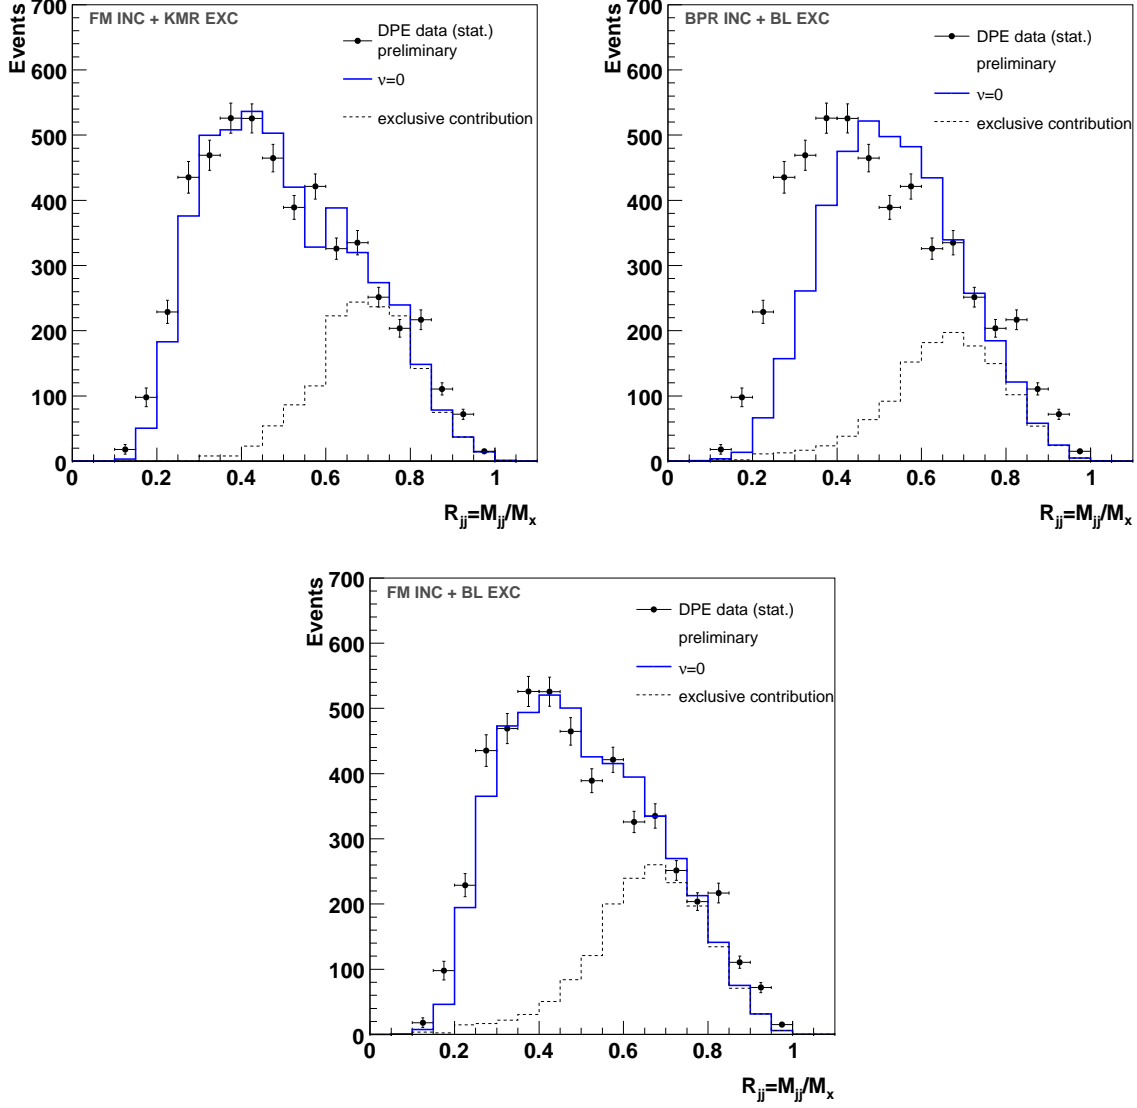 FM INC + KMR EXC
Events
DPE data (stat.)
preliminary
ν=0
exclusive contribution
700
600
500
400
300
200
100
0
0 0.2 0.4 0.6 0.8 1
R_jj=M_jj/M_x
BPR INC + BL EXC
Events
DPE data (stat.)
preliminary
ν=0
exclusive contribution
700
600
500
400
300
200
100
0
0 0.2 0.4 0.6 0.8 1
R_jj=M_jj/M_x
FM INC + BL EXC
Events
DPE data (stat.)
preliminary
ν=0
exclusive contribution
700
600
500
400
300
200
100
0
0 0.2 0.4 0.6 0.8 1
R_jj=M_jj/M_x